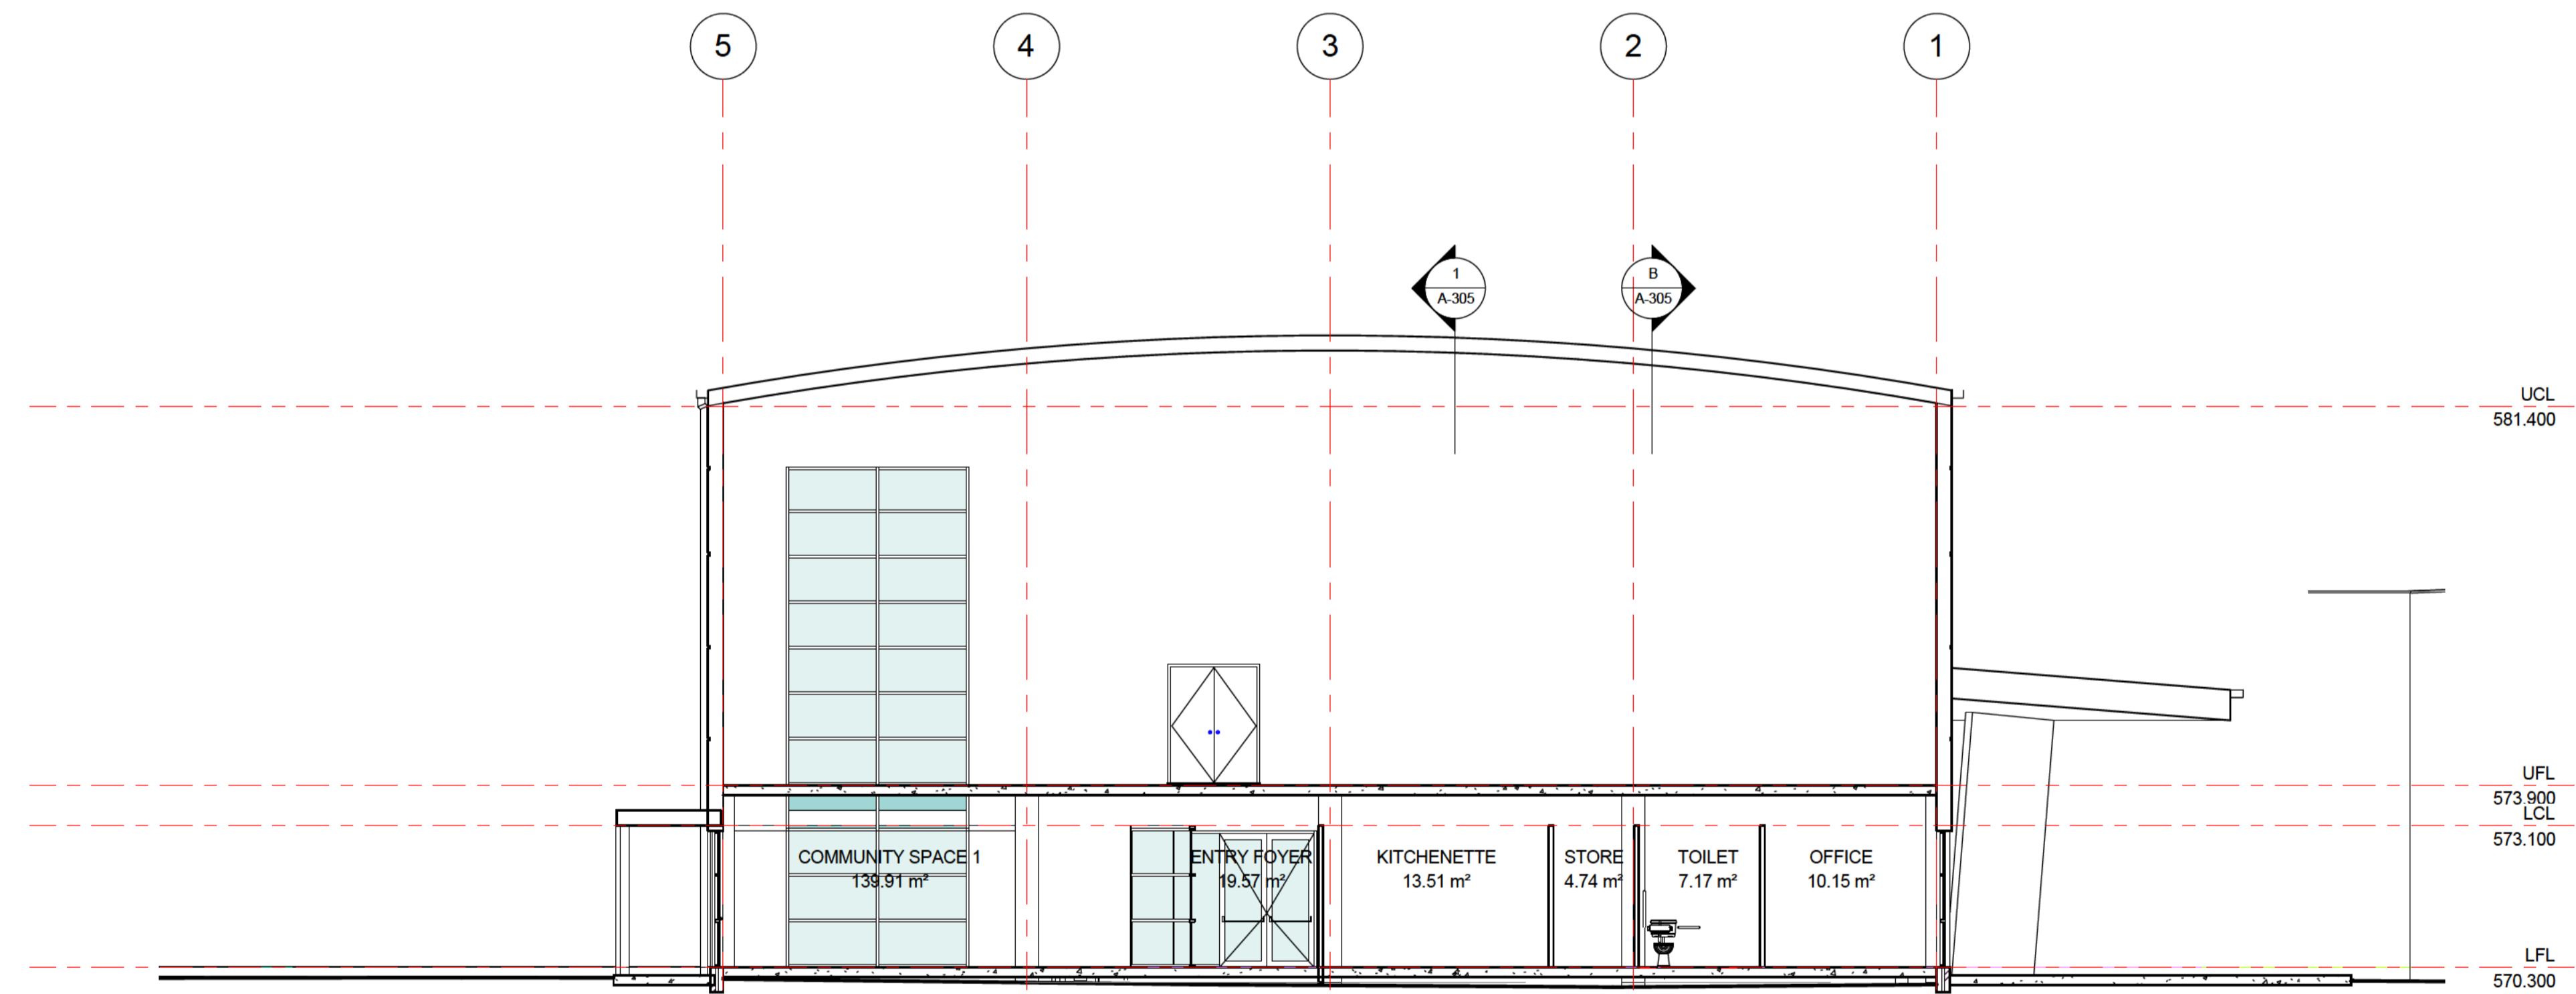 5
4
3
2
1
1
A-305
B
A-305
UCL
581.400
UFL
573.900
LCL
573.100
COMMUNITY SPACE 1
139.91 m²
ENTRY FOYER
19.57 m²
KITCHENETTE
13.51 m²
STORE
4.74 m²
TOILET
7.17 m²
OFFICE
10.15 m²
LFL
570.300